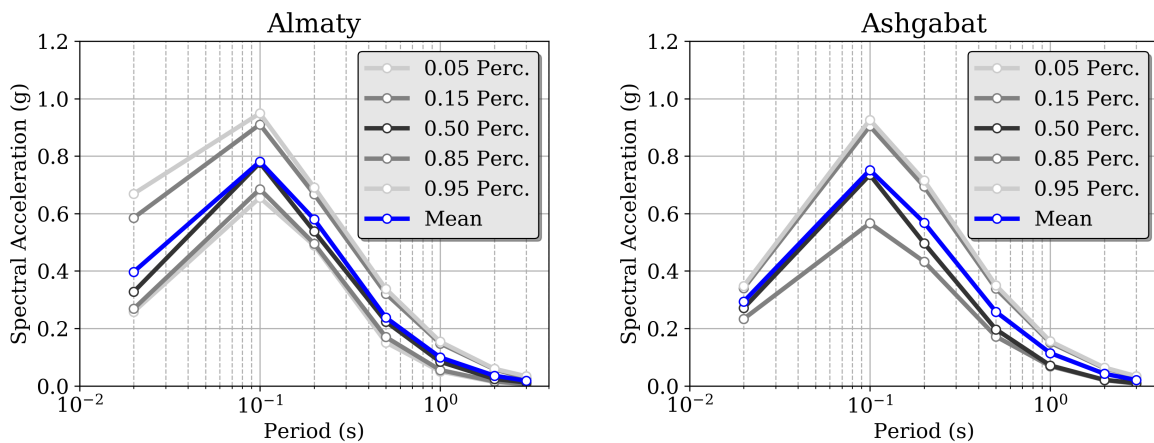 Almaty
Spectral Acceleration (g)
1.2
1.0
0.8
0.6
0.4
0.2
0.0
0.05 Perc.
0.15 Perc.
0.50 Perc.
0.85 Perc.
0.95 Perc.
Mean
10⁻² 10⁻¹ 10⁰
Period (s)
Ashgabat
Spectral Acceleration (g)
1.2
1.0
0.8
0.6
0.4
0.2
0.0
0.05 Perc.
0.15 Perc.
0.50 Perc.
0.85 Perc.
0.95 Perc.
Mean
10⁻² 10⁻¹ 10⁰
Period (s)